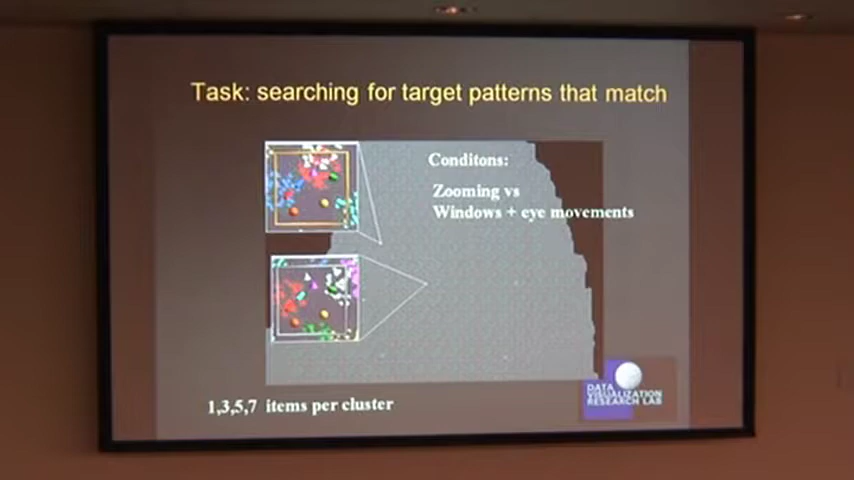 Task: searching for target patterns that match
Conditons:
Zooming vs
Windows + eye movements
1,3,5,7 items per cluster
DATA
VISUALIZATION
RESEARCH LAB